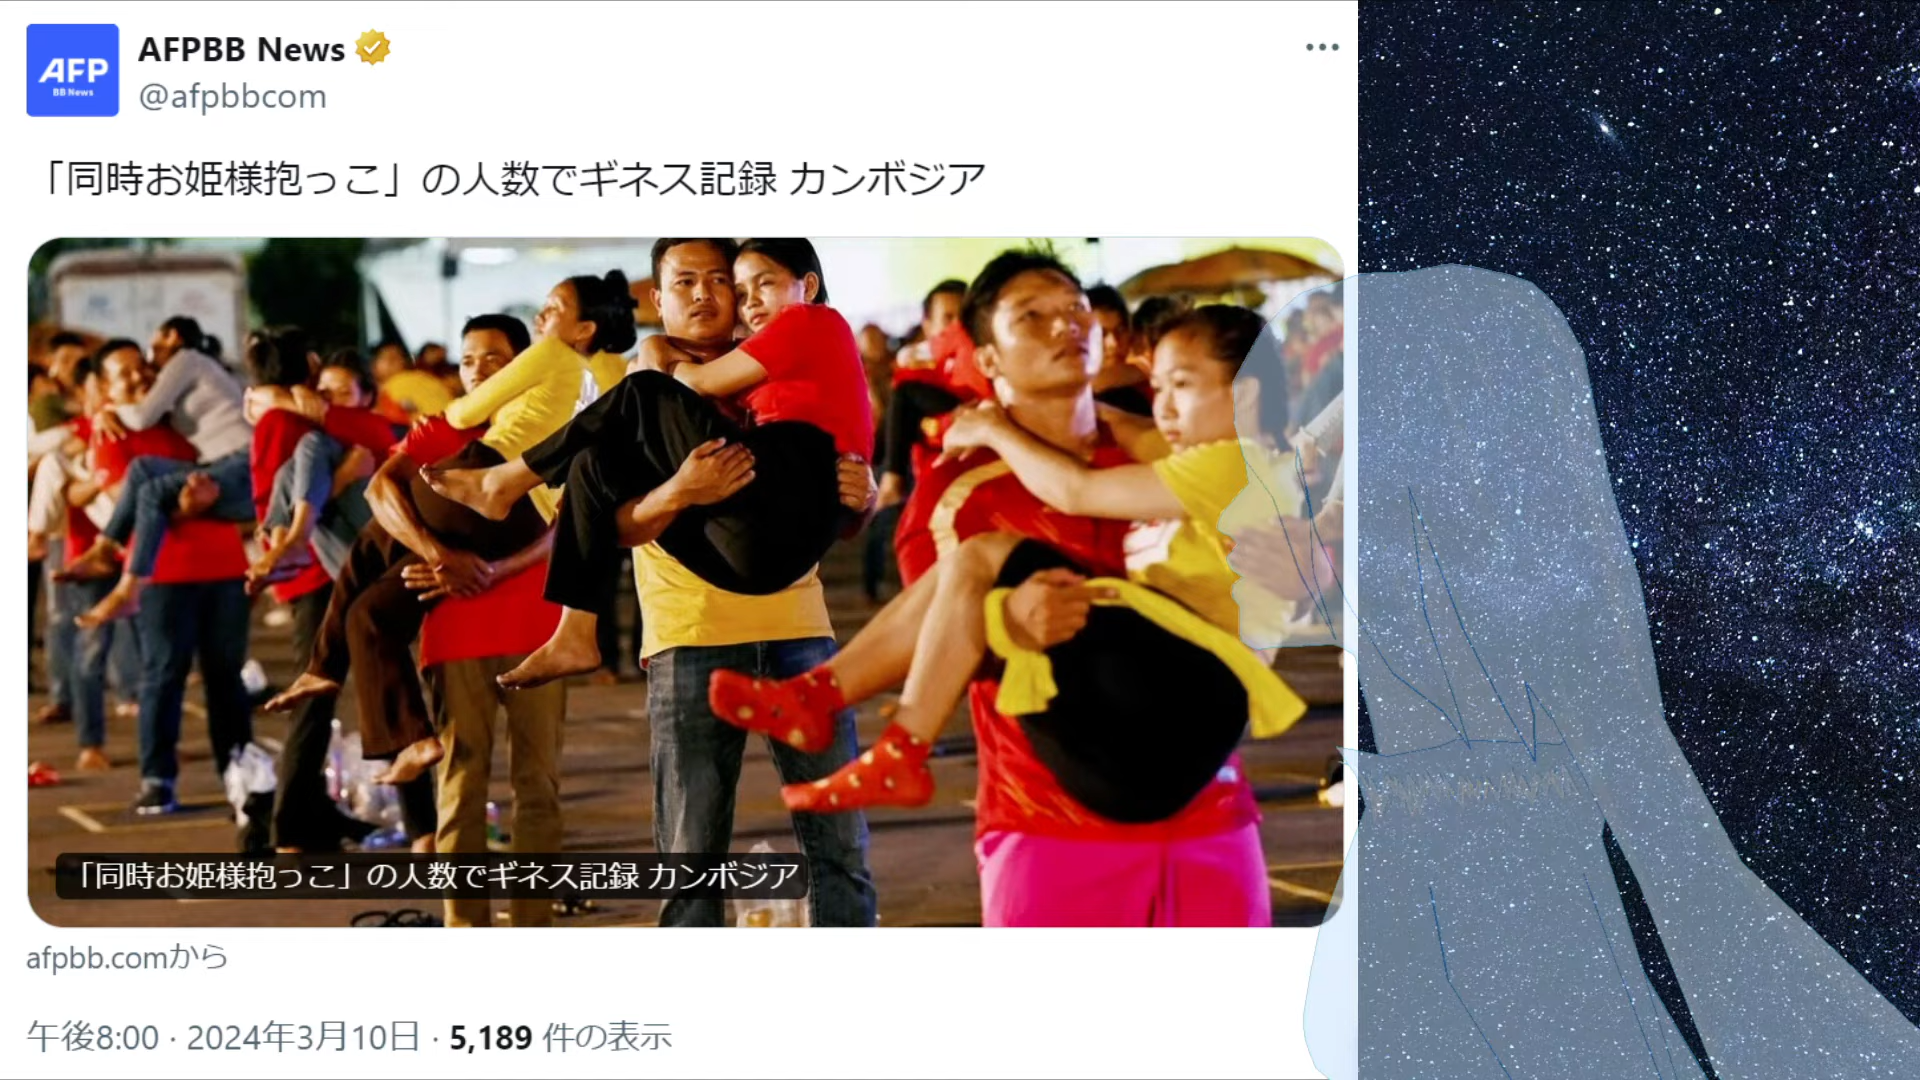 AFP
BB News
AFPBB News
@afpbbcom
「同時お姫様抱っこ」の人数でギネス記録 カンボジア
「同時お姫様抱っこ」の人数でギネス記録 カンボジア
afpbb.comから
午後8:00 · 2024年3月10日 · 5,189 件の表示